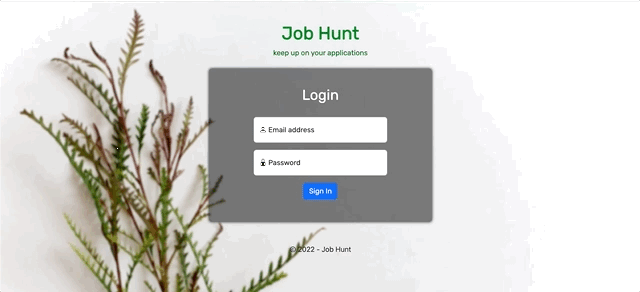 Job Hunt
keep up on your applications
Login
Email address
Password
Sign In
© 2022 - Job Hunt